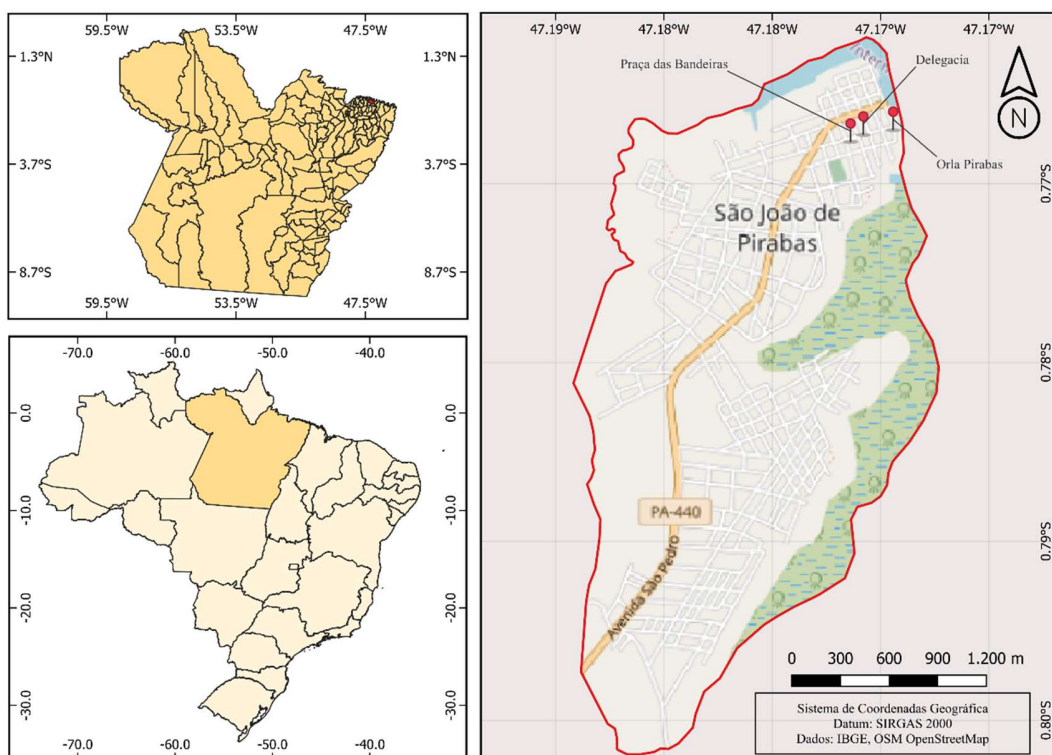 59.5°W 53.5°W 47.5°W
1.3°N 1.3°N
3.7°S 3.7°S
8.7°S 8.7°S
59.5°W 53.5°W 47.5°W
-70.0 -60.0 -50.0 -40.0
0.0 0.0
-10.0 -10.0
-20.0 -20.0
-30.0 -30.0
-70.0 -60.0 -50.0 -40.0
47.19°W 47.18°W 47.18°W 47.17°W 47.17°W
Praça das Bandeiras
Delegacia
Orla Pirabas
0.77°S
São João de
Pirabas
0.78°S
PA-440
0.79°S
Avenida São Pedro
0 300 600 900 1.200 m
N
Sistema de Coordenadas Geográfica
Datum: SIRGAS 2000
Dados: IBGE, OSM OpenStreetMap
0.80°S